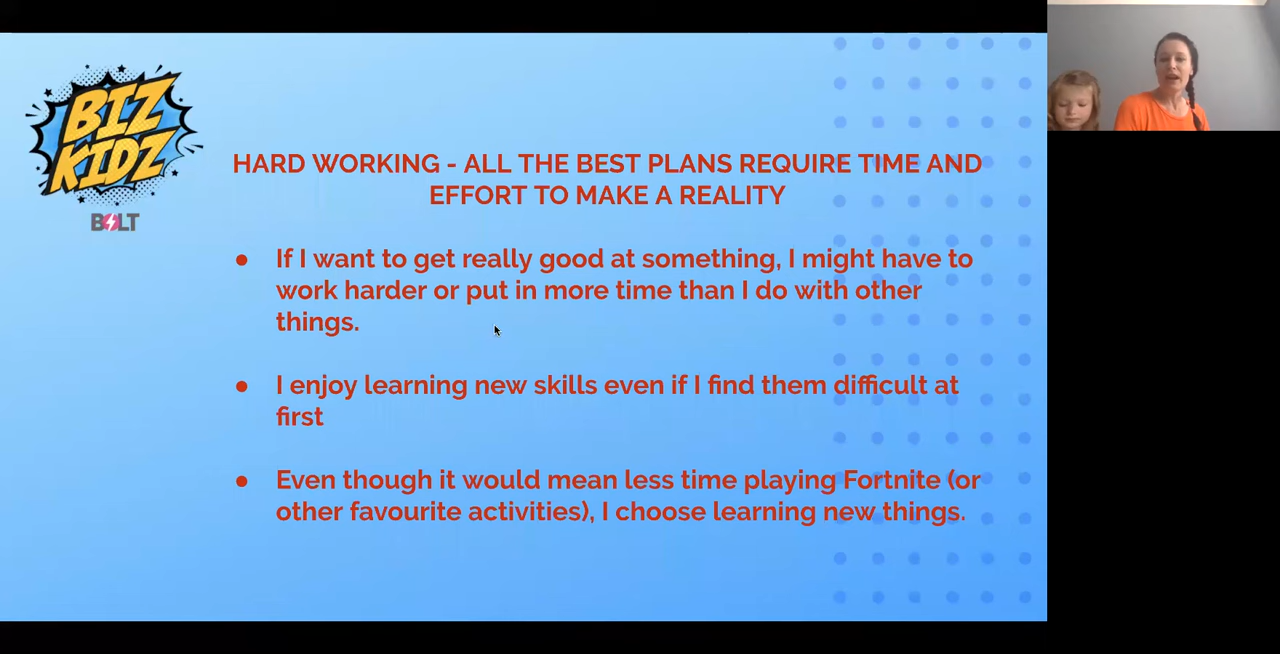 BIZ
KIDZ
BOLT
HARD WORKING - ALL THE BEST PLANS REQUIRE TIME AND
EFFORT TO MAKE A REALITY
● If I want to get really good at something, I might have to
work harder or put in more time than I do with other
things.
● I enjoy learning new skills even if I find them difficult at
first
● Even though it would mean less time playing Fortnite (or
other favourite activities), I choose learning new things.